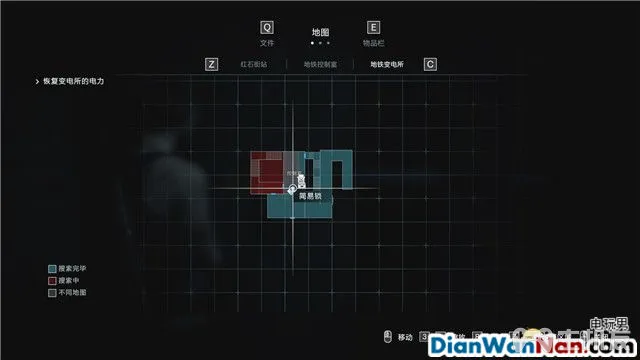 Q
E
文件
地图
物品栏
Z
红石街站
地铁控制室
地铁变电所
C
恢复变电所的电力
简易锁
搜索完毕
搜索中
不同地图
移动
3
电玩男
DianWanNan.com